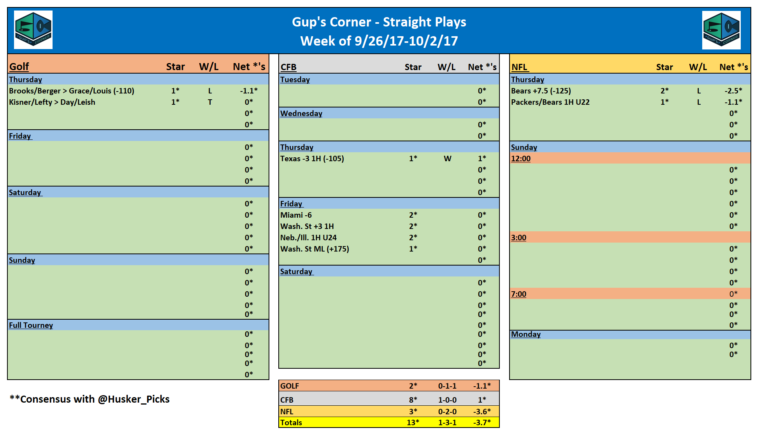 Gup's Corner - Straight Plays
Week of 9/26/17-10/2/17
Golf Star W/L Net *'s
Thursday
Brooks/Berger > Grace/Louis (-110) 1* L -1.1*
Kisner/Lefty > Day/Leish 1* T 0*
0*
0*
Friday
0*
0*
0*
0*
Saturday
0*
0*
0*
0*
0*
Sunday
0*
0*
0*
0*
0*
Full Tourney
0*
0*
0*
0*
0*
CFB Star W/L Net *'s
Tuesday
0*
0*
Wednesday
0*
0*
Thursday
Texas -3 1H (-105) 1* W 1*
0*
0*
0*
Friday
Miami -6 2* 0*
Wash. St +3 1H 2* 0*
Neb./Ill. 1H U24 2* 0*
Wash. St ML (+175) 1* 0*
0*
Saturday
0*
0*
0*
0*
0*
0*
0*
0*
NFL Star W/L Net *'s
Thursday
Bears +7.5 (-125) 2* L -2.5*
Packers/Bears 1H U22 1* L -1.1*
0*
0*
Sunday
12:00
0*
0*
0*
0*
0*
0*
3:00
0*
0*
0*
0*
7:00 0*
0*
0*
0*
Monday
0*
0*
GOLF 2* 0-1-1 -1.1*
CFB 8* 1-0-0 1*
NFL 3* 0-2-0 -3.6*
Totals 13* 1-3-1 -3.7*
**Consensus with @Husker_Picks